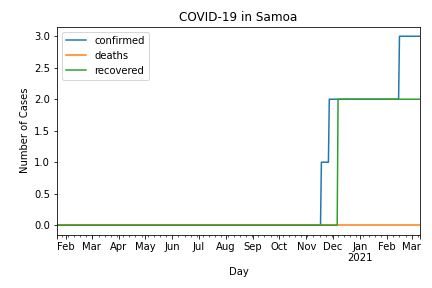 COVID-19 in Samoa
confirmed
deaths
recovered
Number of Cases
3.0
2.5
2.0
1.5
1.0
0.5
0.0
Feb Mar Apr May Jun Jul Aug Sep Oct Nov Dec Jan Feb Mar
2021
Day